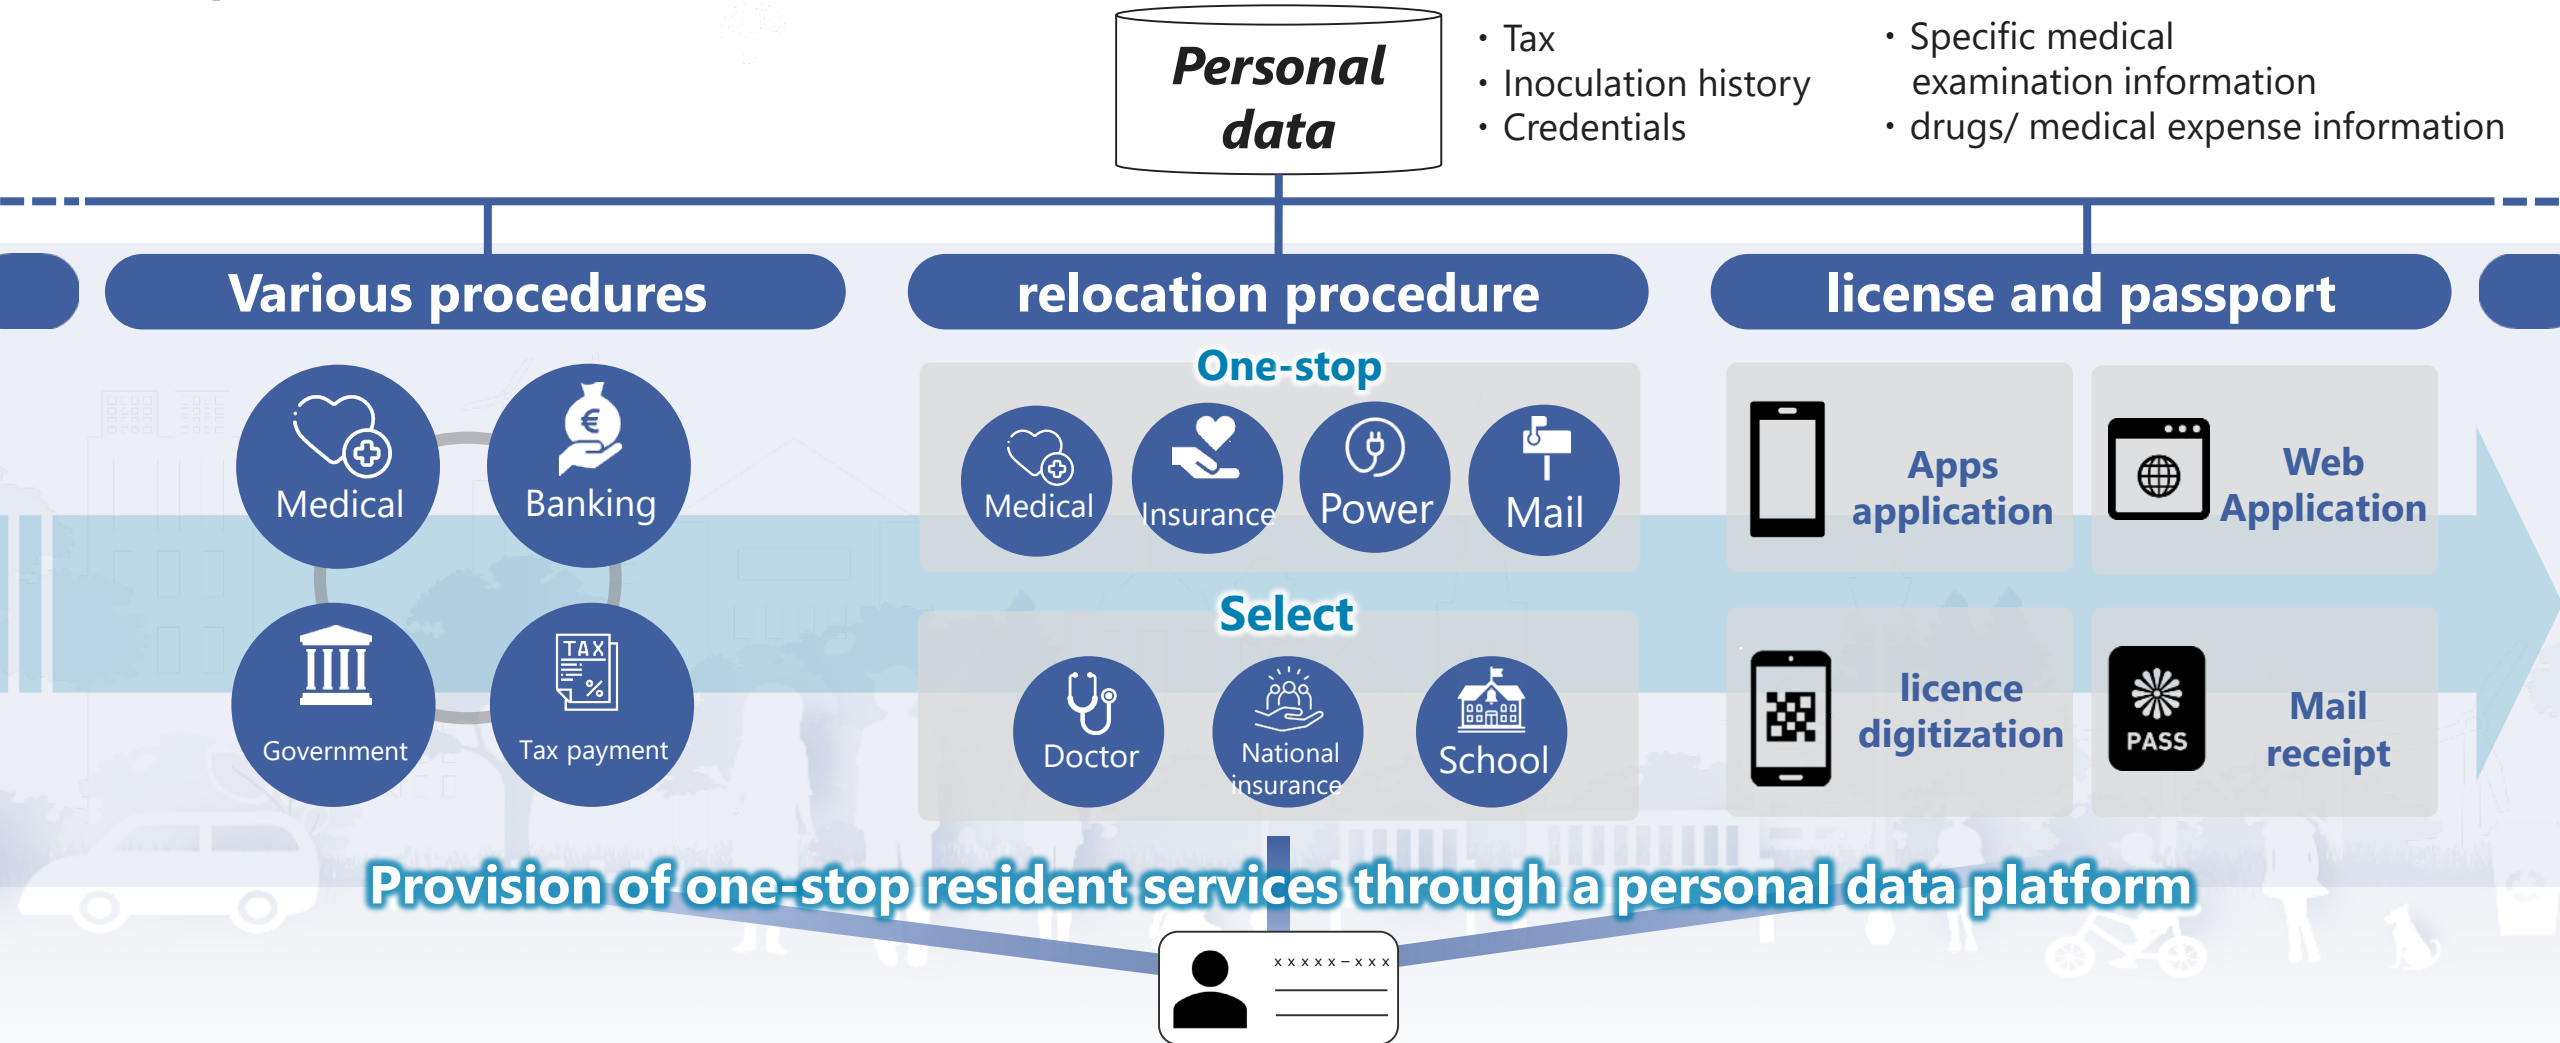 Personal
data
・Tax
・Inoculation history
・Credentials
・Specific medical
examination information
・drugs/ medical expense information
Various procedures
relocation procedure
license and passport
Medical
Banking
Government
TAX
%
Tax payment
€
One-stop
Medical
Insurance
Power
Mail
Select
Doctor
National
insurance
School
Apps
application
Web
Application
licence
digitization
PASS
Mail
receipt
Provision of one-stop resident services through a personal data platform
xxxxx-xxx